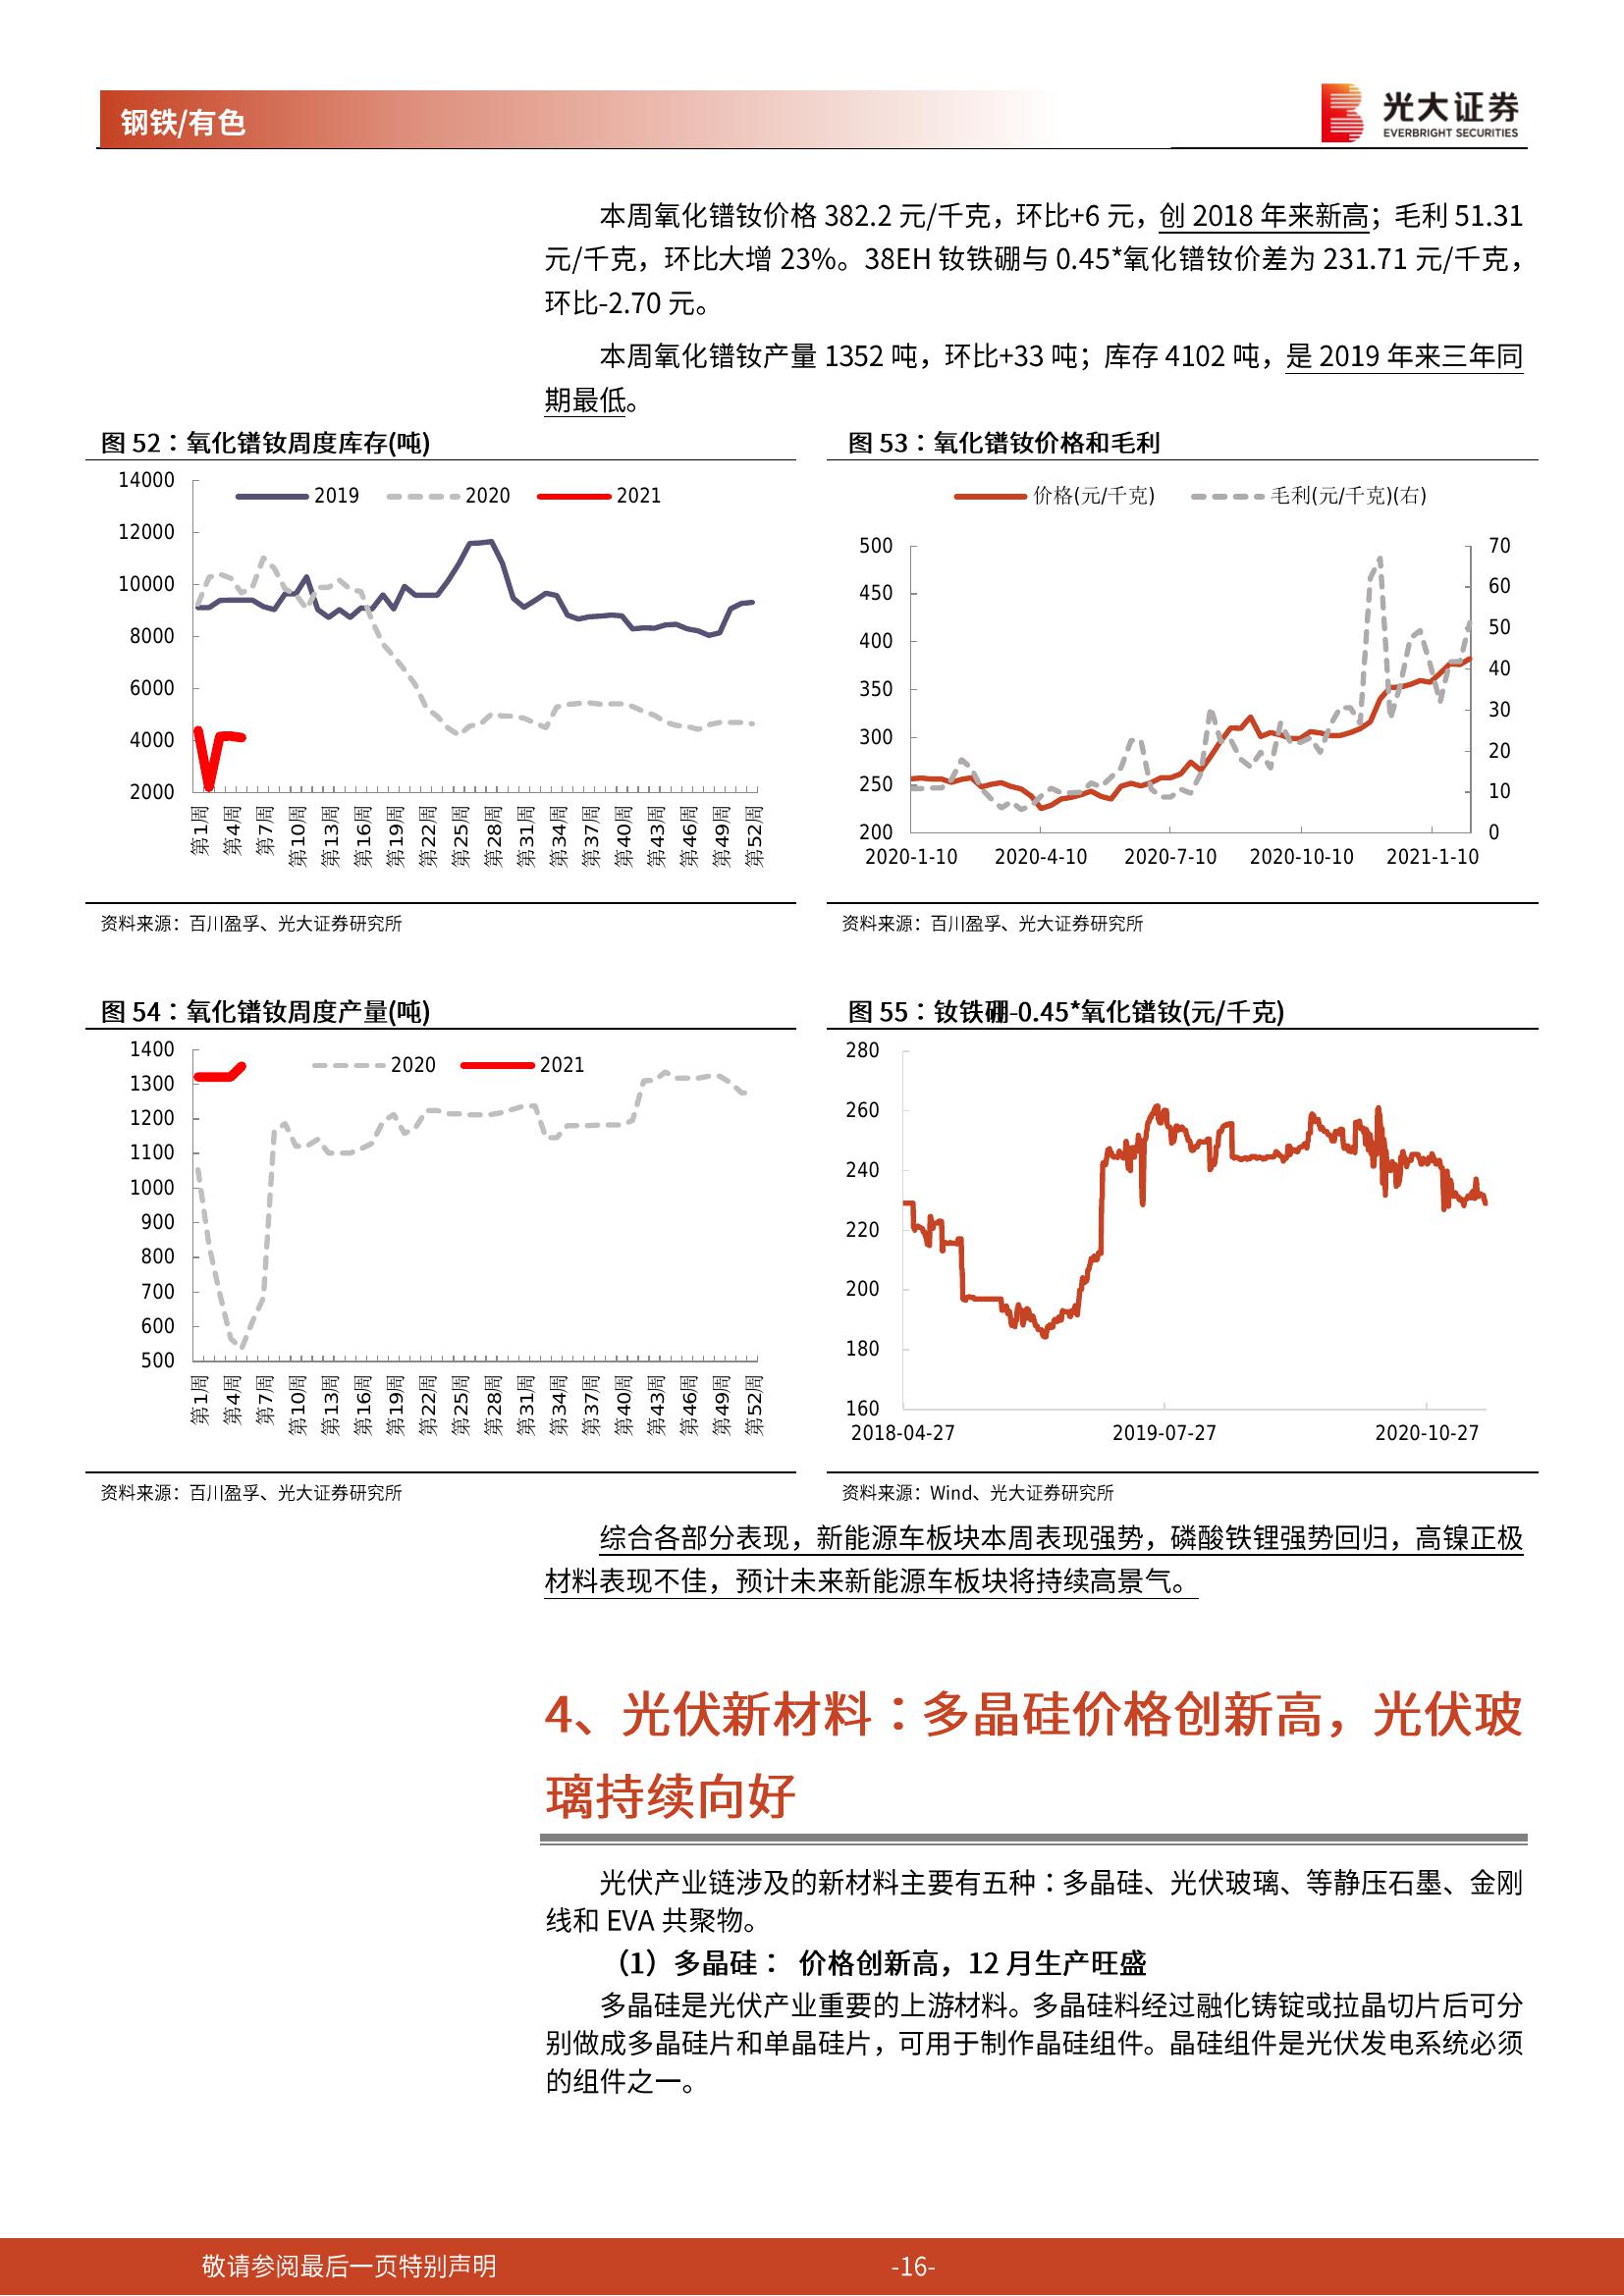 钢铁/有色
光大证券
EVERBRIGHT SECURITIES
本周氧化镨钕价格 382.2 元/千克，环比+6 元，创 2018 年来新高；毛利 51.31
元/千克，环比大增 23%。38EH 钕铁硼与 0.45*氧化镨钕价差为 231.71 元/千克，
环比-2.70 元。
本周氧化镨钕产量 1352 吨，环比+33 吨；库存 4102 吨，是 2019 年来三年同
期最低。
图 52：氧化镨钕周度库存(吨)
2019 2020 2021
14000
12000
10000
8000
6000
4000
2000
第1周 第4周 第7周 第10周 第13周 第16周 第19周 第22周 第25周 第28周 第31周 第34周 第37周 第40周 第43周 第46周 第49周 第52周
资料来源：百川盈孚、光大证券研究所
图 53：氧化镨钕价格和毛利
价格(元/千克) 毛利(元/千克)(右)
500 70
450 60
400 50
350 40
300 30
250 20
200 10
0
2020-1-10 2020-4-10 2020-7-10 2020-10-10 2021-1-10
资料来源：百川盈孚、光大证券研究所
图 54：氧化镨钕周度产量(吨)
2020 2021
1400
1300
1200
1100
1000
900
800
700
600
500
第1周 第4周 第7周 第10周 第13周 第16周 第19周 第22周 第25周 第28周 第31周 第34周 第37周 第40周 第43周 第46周 第49周 第52周
资料来源：百川盈孚、光大证券研究所
图 55：钕铁硼-0.45*氧化镨钕(元/千克)
280
260
240
220
200
180
160
2018-04-27 2019-07-27 2020-10-27
资料来源：Wind、光大证券研究所
综合各部分表现，新能源车板块本周表现强势，磷酸铁锂强势回归，高镍正极
材料表现不佳，预计未来新能源车板块将持续高景气。
4、光伏新材料：多晶硅价格创新高，光伏玻
璃持续向好
光伏产业链涉及的新材料主要有五种：多晶硅、光伏玻璃、等静压石墨、金刚
线和 EVA 共聚物。
（1）多晶硅： 价格创新高，12 月生产旺盛
多晶硅是光伏产业重要的上游材料。多晶硅料经过融化铸锭或拉晶切片后可分
别做成多晶硅片和单晶硅片，可用于制作晶硅组件。晶硅组件是光伏发电系统必须
的组件之一。
敬请参阅最后一页特别声明
-16-